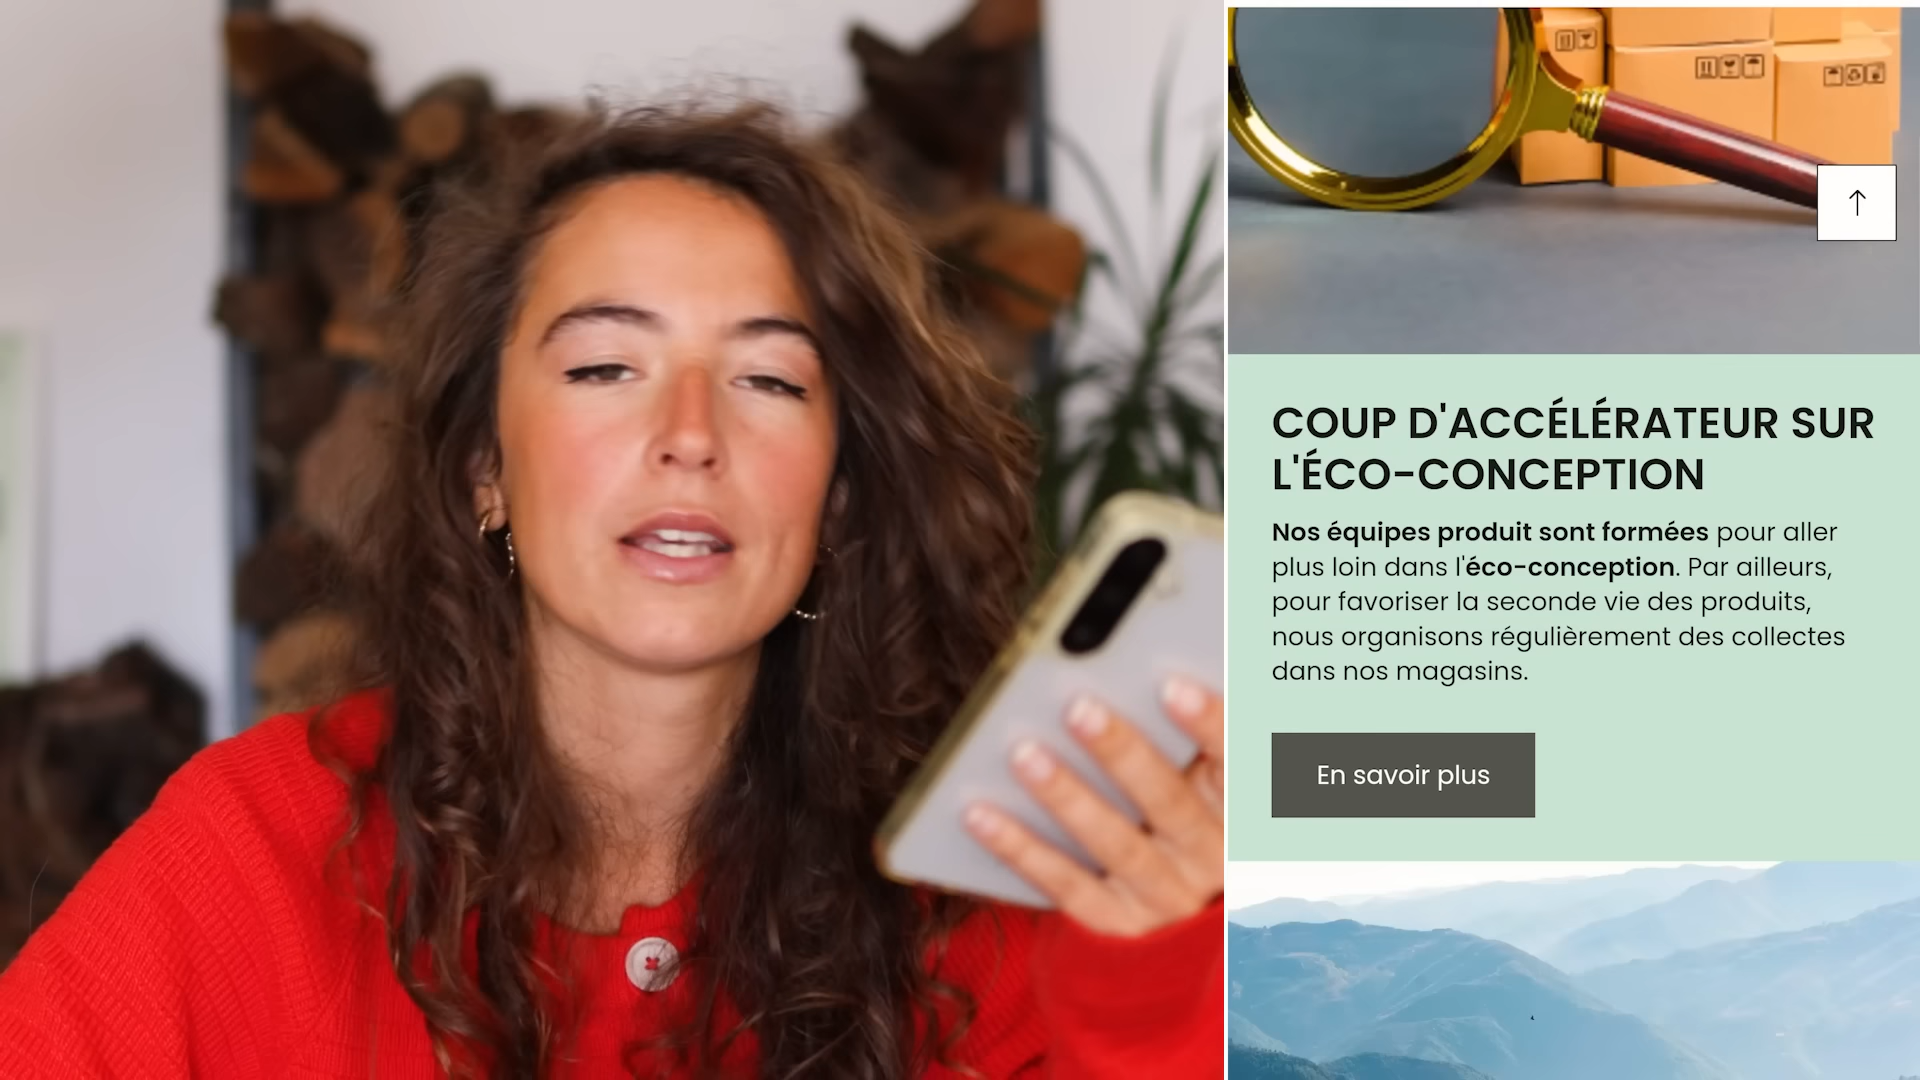 COUP D'ACCÉLÉRATEUR SUR
L'ÉCO-CONCEPTION
Nos équipes produit sont formées pour aller
plus loin dans l'éco-conception. Par ailleurs,
pour favoriser la seconde vie des produits,
nous organisons régulièrement des collectes
dans nos magasins.
En savoir plus